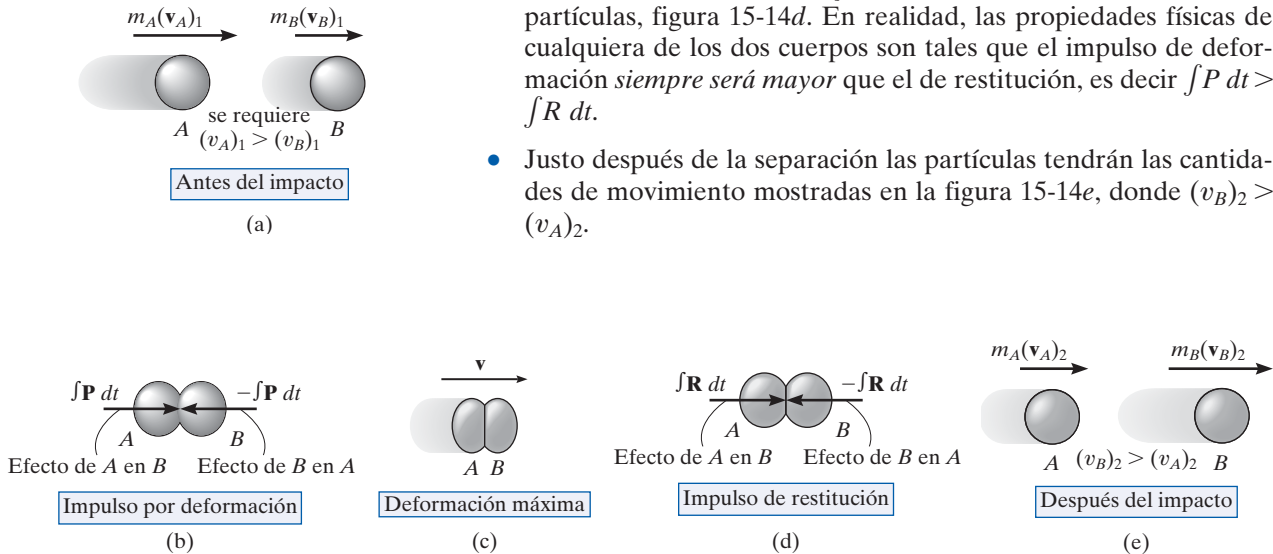 partículas, figura 15-14d. En realidad, las propiedades físicas de
cualquiera de los dos cuerpos son tales que el impulso de defor-
mación siempre será mayor que el de restitución, es decir ∫P dt >
∫R dt.
• Justo después de la separación las partículas tendrán las cantida-
des de movimiento mostradas en la figura 15-14e, donde (v_B)_2 >
(v_A)_2.
m_A(v_A)_1
m_B(v_B)_1
A
se requiere
(v_A)_1 > (v_B)_1
B
Antes del impacto
(a)
∫P dt
−∫P dt
A
B
Efecto de A en B
Efecto de B en A
Impulso por deformación
(b)
v
A B
Deformación máxima
(c)
∫R dt
−∫R dt
A
B
Efecto de A en B
Efecto de B en A
Impulso de restitución
(d)
m_A(v_A)_2
m_B(v_B)_2
A (v_B)_2 > (v_A)_2 B
Después del impacto
(e)